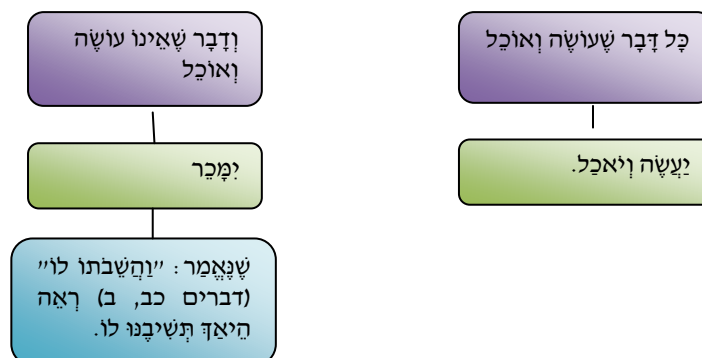 כָּל דָּבָר שֶׁעוֹשֶׂה וְאוֹכֵל
יַעֲשֶׂה וְיֹאכַל.
וְדָבָר שֶׁאֵינוֹ עוֹשֶׂה
וְאוֹכֵל
יִמָּכֵר
שֶׁנֶּאֱמַר: ״וַהֲשֵׁבֹתוֹ לוֹ״
(דברים כב, ב) רְאֵה
הֵיאַךְ תְּשִׁיבֶנּוּ לוֹ.